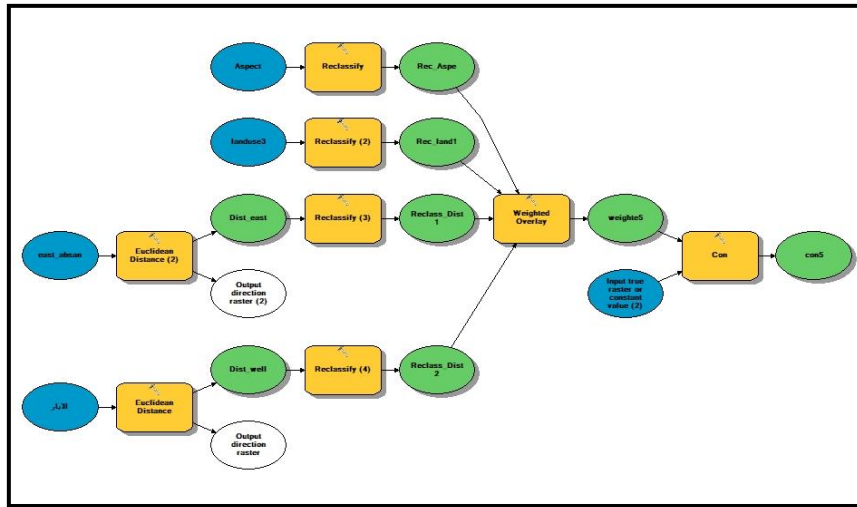 Aspect
Reclassify
Rec_Aspe
landuse3
Reclassify (2)
Rec_land1
Dist_east
Reclassify (3)
Reclass_Dist
1
Weighted
Overlay
weighte5
east_absan
Euclidean
Distance (2)
Con
con5
Output
direction
raster (2)
Input true
raster or
constant
value (2)
Dist_well
Reclassify (4)
Reclass_Dist
2
الابار
Euclidean
Distance
Output
direction
raster